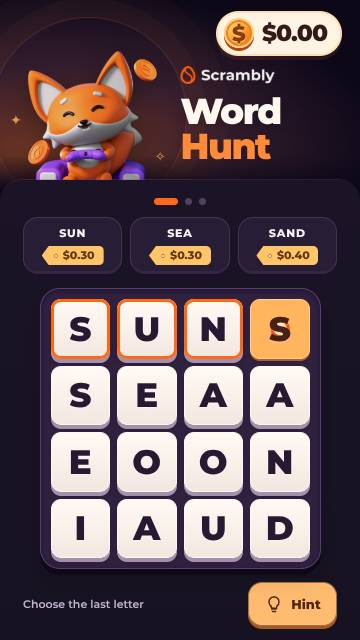 $0.00
Scrambly
Word
Hunt
SUN SEA SAND
$0.30 $0.30 $0.40
S U N S
S E A A
E O O N
I A U D
Choose the last letter
Hint